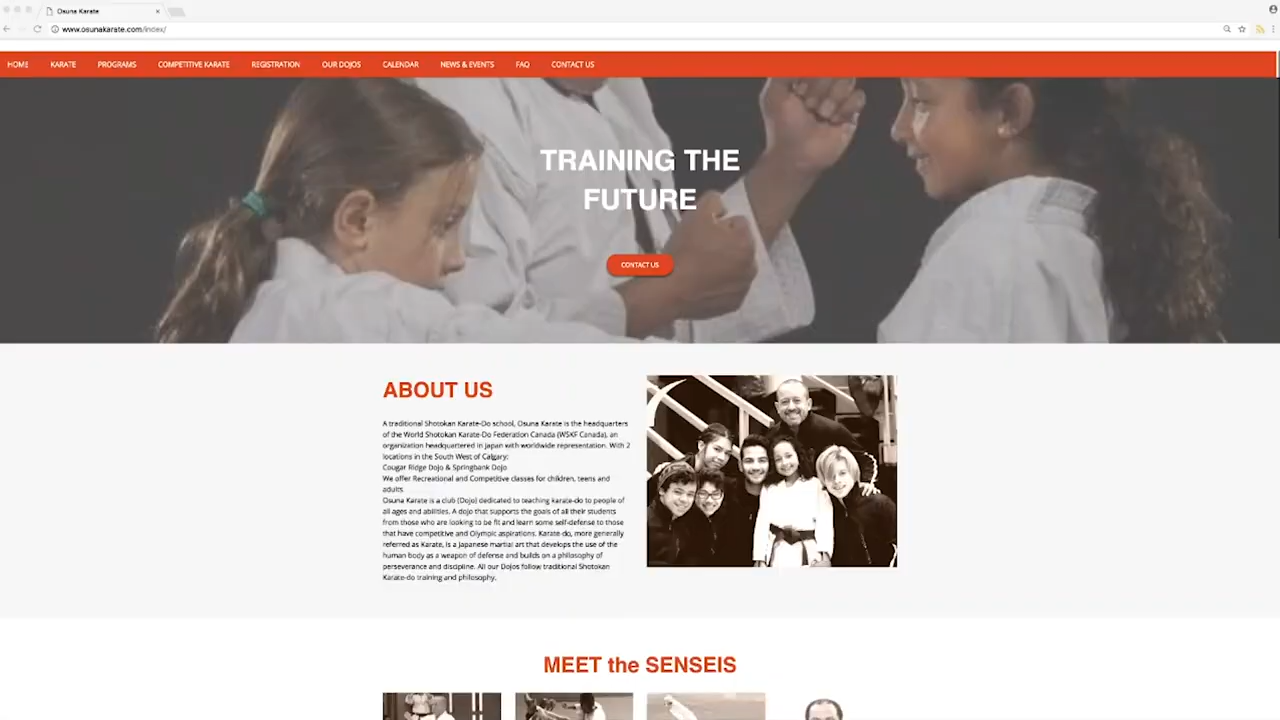 Osuna Karate
www.osunakarate.com/index/
HOME KARATE PROGRAMS COMPETITIVE KARATE REGISTRATION OUR DOJOS CALENDAR NEWS & EVENTS FAQ CONTACT US
TRAINING THE
FUTURE
CONTACT US
ABOUT US
A traditional Shotokan Karate-Do school, Osuna Karate is the headquarters
of the World Shotokan Karate-Do Federation Canada (WSKF Canada), an
organization headquartered in Japan with worldwide representation. With 2
locations in the South West of Calgary:
Cougar Ridge Dojo & Springbank Dojo
We offer Recreational and Competitive classes for children, teens and
adults.
Osuna Karate is a club (Dojo) dedicated to teaching karate-do to people of
all ages and abilities. A dojo that supports the goals of all their students
from those who are looking to be fit and learn some self-defense to those
that have competitive and Olympic aspirations. Karate-do, more generally
referred as Karate, is a Japanese martial art that develops the use of the
human body as a weapon of defense and builds on a philosophy of
perseverance and discipline. All our Dojos follow traditional Shotokan
Karate-do training and philosophy.
MEET the SENSEIS